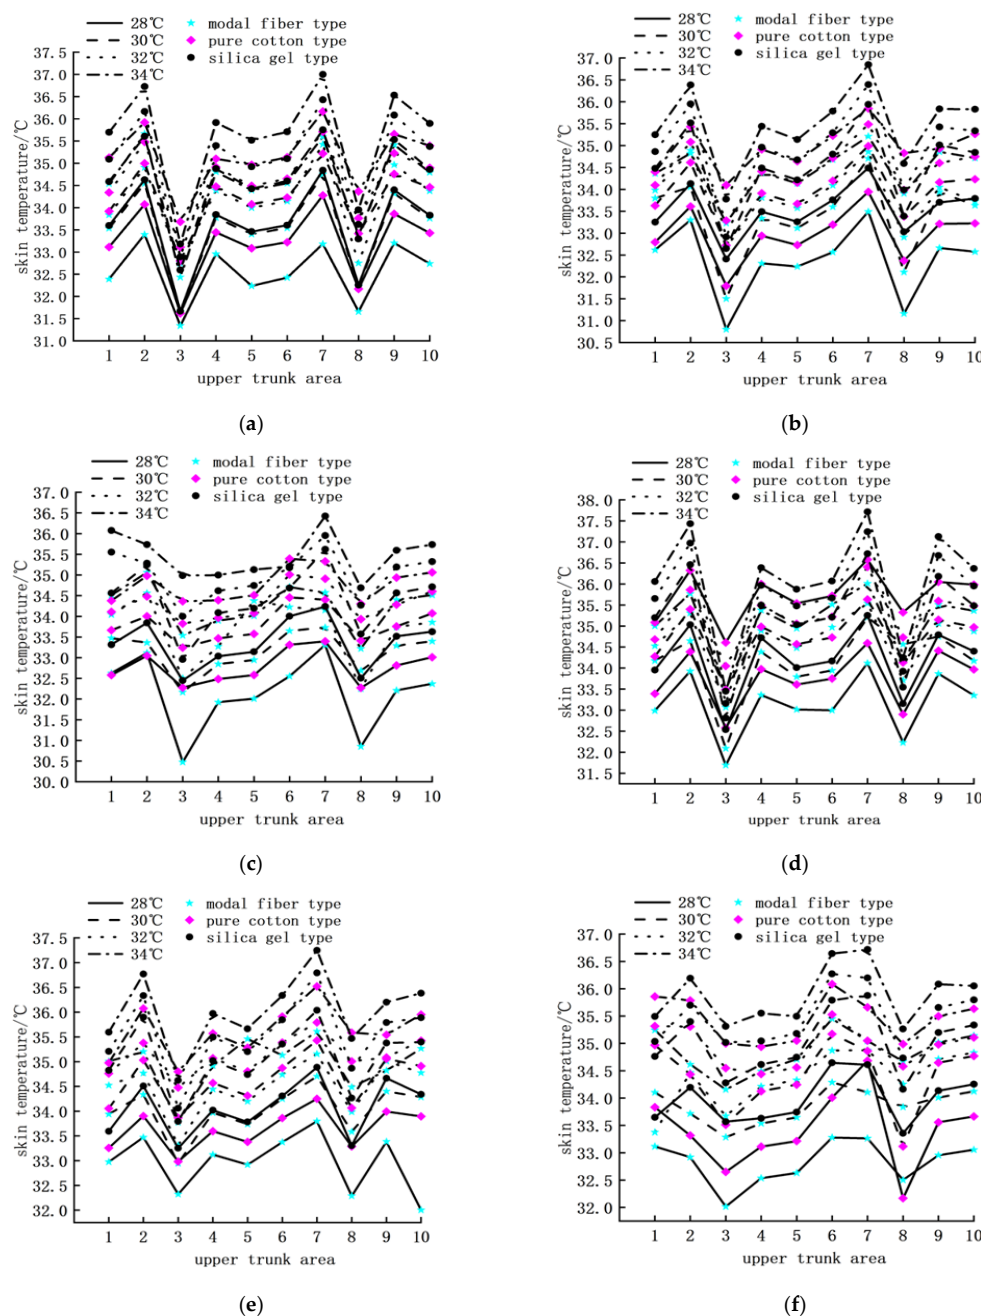 28℃ modal fiber type
30℃ pure cotton type
32℃ silica gel type
34℃
skin temperature/℃
37.5
37.0
36.5
36.0
35.5
35.0
34.5
34.0
33.5
33.0
32.5
32.0
31.5
31.0
1 2 3 4 5 6 7 8 9 10
upper trunk area
(a)
28℃ modal fiber type
30℃ pure cotton type
32℃ silica gel type
34℃
skin temperature/℃
37.0
36.5
36.0
35.5
35.0
34.5
34.0
33.5
33.0
32.5
32.0
31.5
31.0
30.5
1 2 3 4 5 6 7 8 9 10
upper trunk area
(b)
28℃ modal fiber type
30℃ pure cotton type
32℃ silica gel type
34℃
skin temperature/℃
37.0
36.5
36.0
35.5
35.0
34.5
34.0
33.5
33.0
32.5
32.0
31.5
31.0
30.5
30.0
1 2 3 4 5 6 7 8 9 10
upper trunk area
(c)
28℃ modal fiber type
30℃ pure cotton type
32℃ silica gel type
34℃
skin temperature/℃
38.0
37.5
37.0
36.5
36.0
35.5
35.0
34.5
34.0
33.5
33.0
32.5
32.0
31.5
1 2 3 4 5 6 7 8 9 10
upper trunk area
(d)
28℃ modal fiber type
30℃ pure cotton type
32℃ silica gel type
34℃
skin temperature/℃
37.5
37.0
36.5
36.0
35.5
35.0
34.5
34.0
33.5
33.0
32.5
32.0
1 2 3 4 5 6 7 8 9 10
upper trunk area
(e)
28℃ modal fiber type
30℃ pure cotton type
32℃ silica gel type
34℃
skin temperature/℃
37.0
36.5
36.0
35.5
35.0
34.5
34.0
33.5
33.0
32.5
32.0
1 2 3 4 5 6 7 8 9 10
upper trunk area
(f)